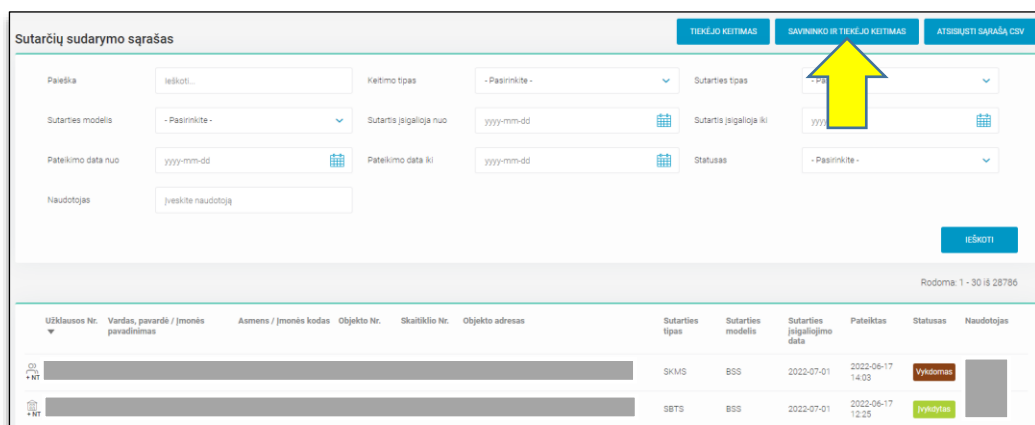 Sutarčių sudarymo sąrašas
TIEKĖJO KEITIMAS
SAVININKO IR TIEKĖJO KEITIMAS
ATSISIŲSTI SĄRAŠĄ CSV
Paieška Ieškoti... Keitimo tipas - Pasirinkite - Sutarties tipas
Sutarties modelis - Pasirinkite - Sutartis įsigalioja nuo yyyy-mm-dd Sutartis įsigalioja iki
Pateikimo data nuo yyyy-mm-dd Pateikimo data iki yyyy-mm-dd Statusas - Pasirinkite -
Naudotojas Įveskite naudotoją
IEŠKOTI
Rodoma: 1 - 30 iš 28786
Užklausos Nr. Vardas, pavardė / Įmonės pavadinimas Asmens / Įmonės kodas Objekto Nr. Skaitiklio Nr. Objekto adresas Sutarties tipas Sutarties modelis Sutarties įsigaliojimo data Pateiktas Statusas Naudotojas
+ NT SKMS BSS 2022-07-01 2022-06-17 14:03 Vykdomas
+ NT SBTS BSS 2022-07-01 2022-06-17 12:25 Įvykdytas